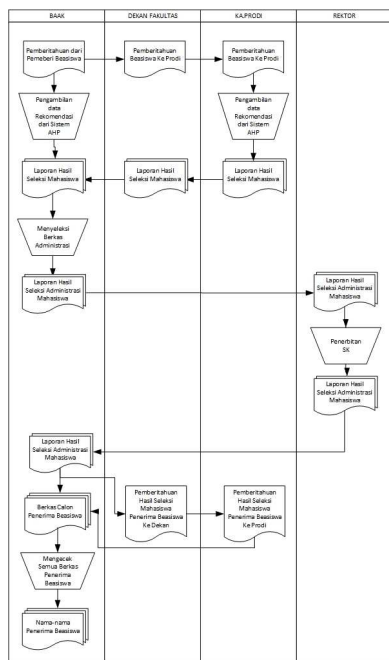 BAAK
DEKAN FAKULTAS
KA.PRODI
REKTOR
Pemberitahuan dari
Pemeberi Beasiswa
Pemberitahuan
Beasiswa Ke Prodi
Pemberitahuan
Beasiswa Ke Prodi
Pengambilan
data
Rekomendasi
dari Sistem
AHP
Pengambilan
data
Rekomendasi
dari Sistem
AHP
Laporan Hasil
Seleksi Mahasiswa
Laporan Hasil
Seleksi Mahasiswa
Laporan Hasil
Seleksi Mahasiswa
Menyeleksi
Berkas
Administrasi
Laporan Hasil
Seleksi Administrasi
Mahasiswa
Laporan Hasil
Seleksi Administrasi
Mahasiswa
Penerbitan
SK
Laporan Hasil
Seleksi Administrasi
Mahasiswa
Laporan Hasil
Seleksi Administrasi
Mahasiswa
Berkas Calon
Penerima Beasiswa
Pemberitahuan
Hasil Seleksi
Mahasiswa
Penerima Beasiswa
Ke Dekan
Pemberitahuan
Hasil Seleksi
Mahasiswa
Penerima Beasiswa
Ke Prodi
Mengecek
Semua Berkas
Penerima
Beasiswa
Nama-nama
Penerima Beasiswa